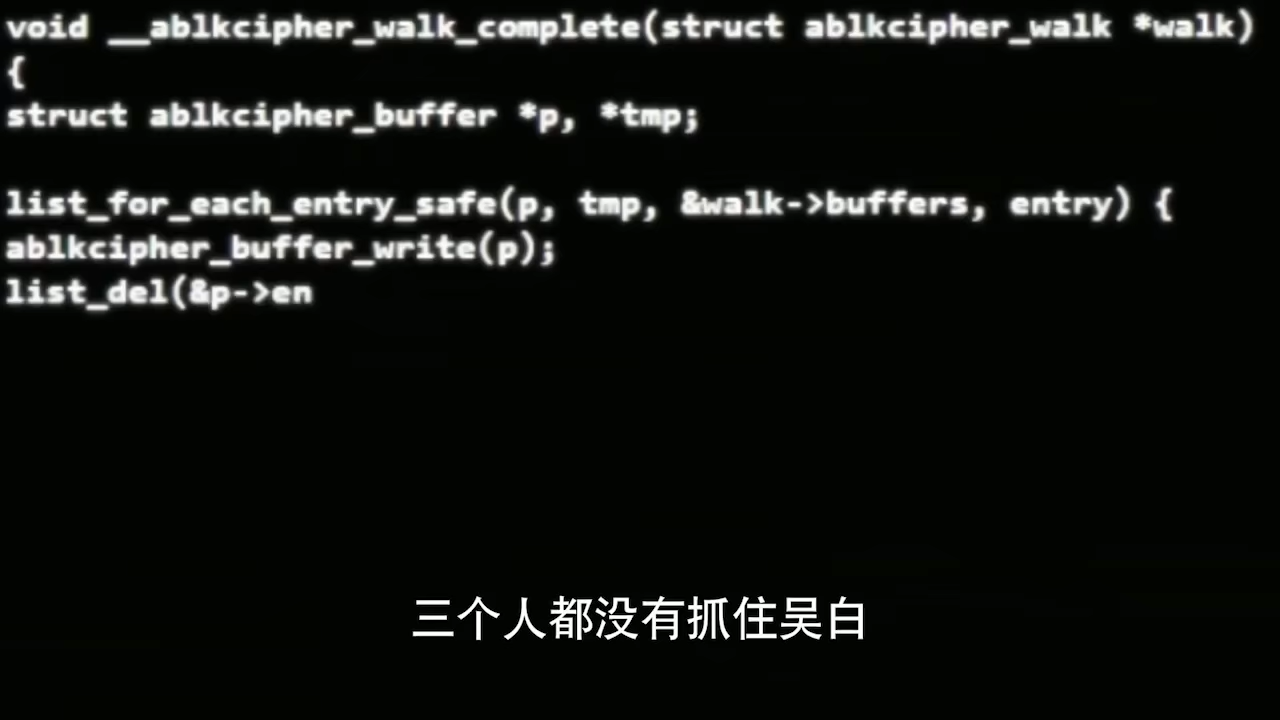 void __ablkcipher_walk_complete(struct ablkcipher_walk *walk)
{
struct ablkcipher_buffer *p, *tmp;
list_for_each_entry_safe(p, tmp, &walk->buffers, entry) {
ablkcipher_buffer_write(p);
list_del(&p->en
三个人都没有抓住吴白